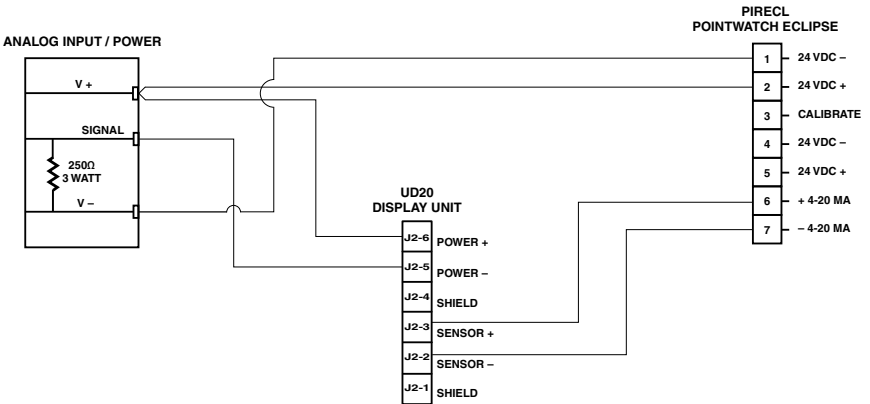 PIRECL
POINTWATCH ECLIPSE
ANALOG INPUT / POWER
V +
SIGNAL
250Ω
3 WATT
V –
1 24 VDC –
2 24 VDC +
3 CALIBRATE
4 24 VDC –
5 24 VDC +
6 + 4-20 MA
7 – 4-20 MA
UD20
DISPLAY UNIT
J2-6 POWER +
J2-5 POWER –
J2-4 SHIELD
J2-3 SENSOR +
J2-2 SENSOR –
J2-1 SHIELD